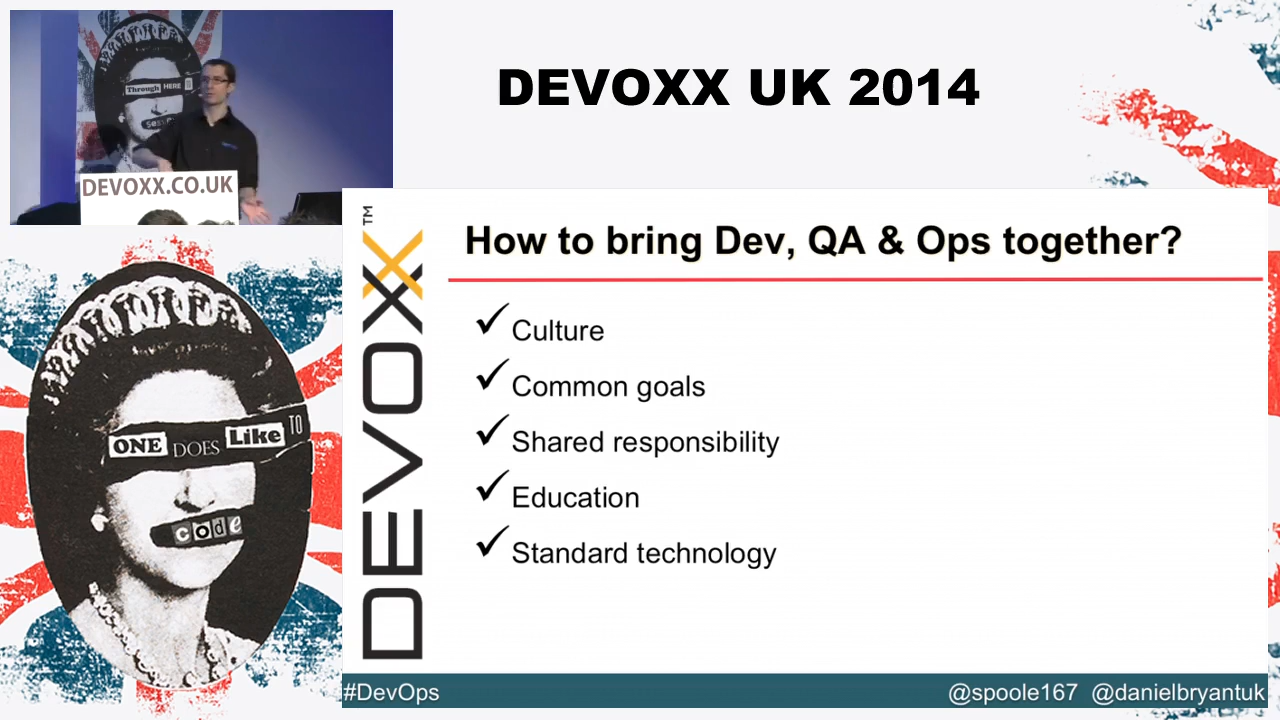 Through HERE
DEVOXX.CO.UK
DEVOXX UK 2014
DEVOXX™
How to bring Dev, QA & Ops together?
✓ Culture
✓ Common goals
✓ Shared responsibility
✓ Education
✓ Standard technology
ONE DOES Like TO
code
#DevOps
@spoole167 @danielbryantuk